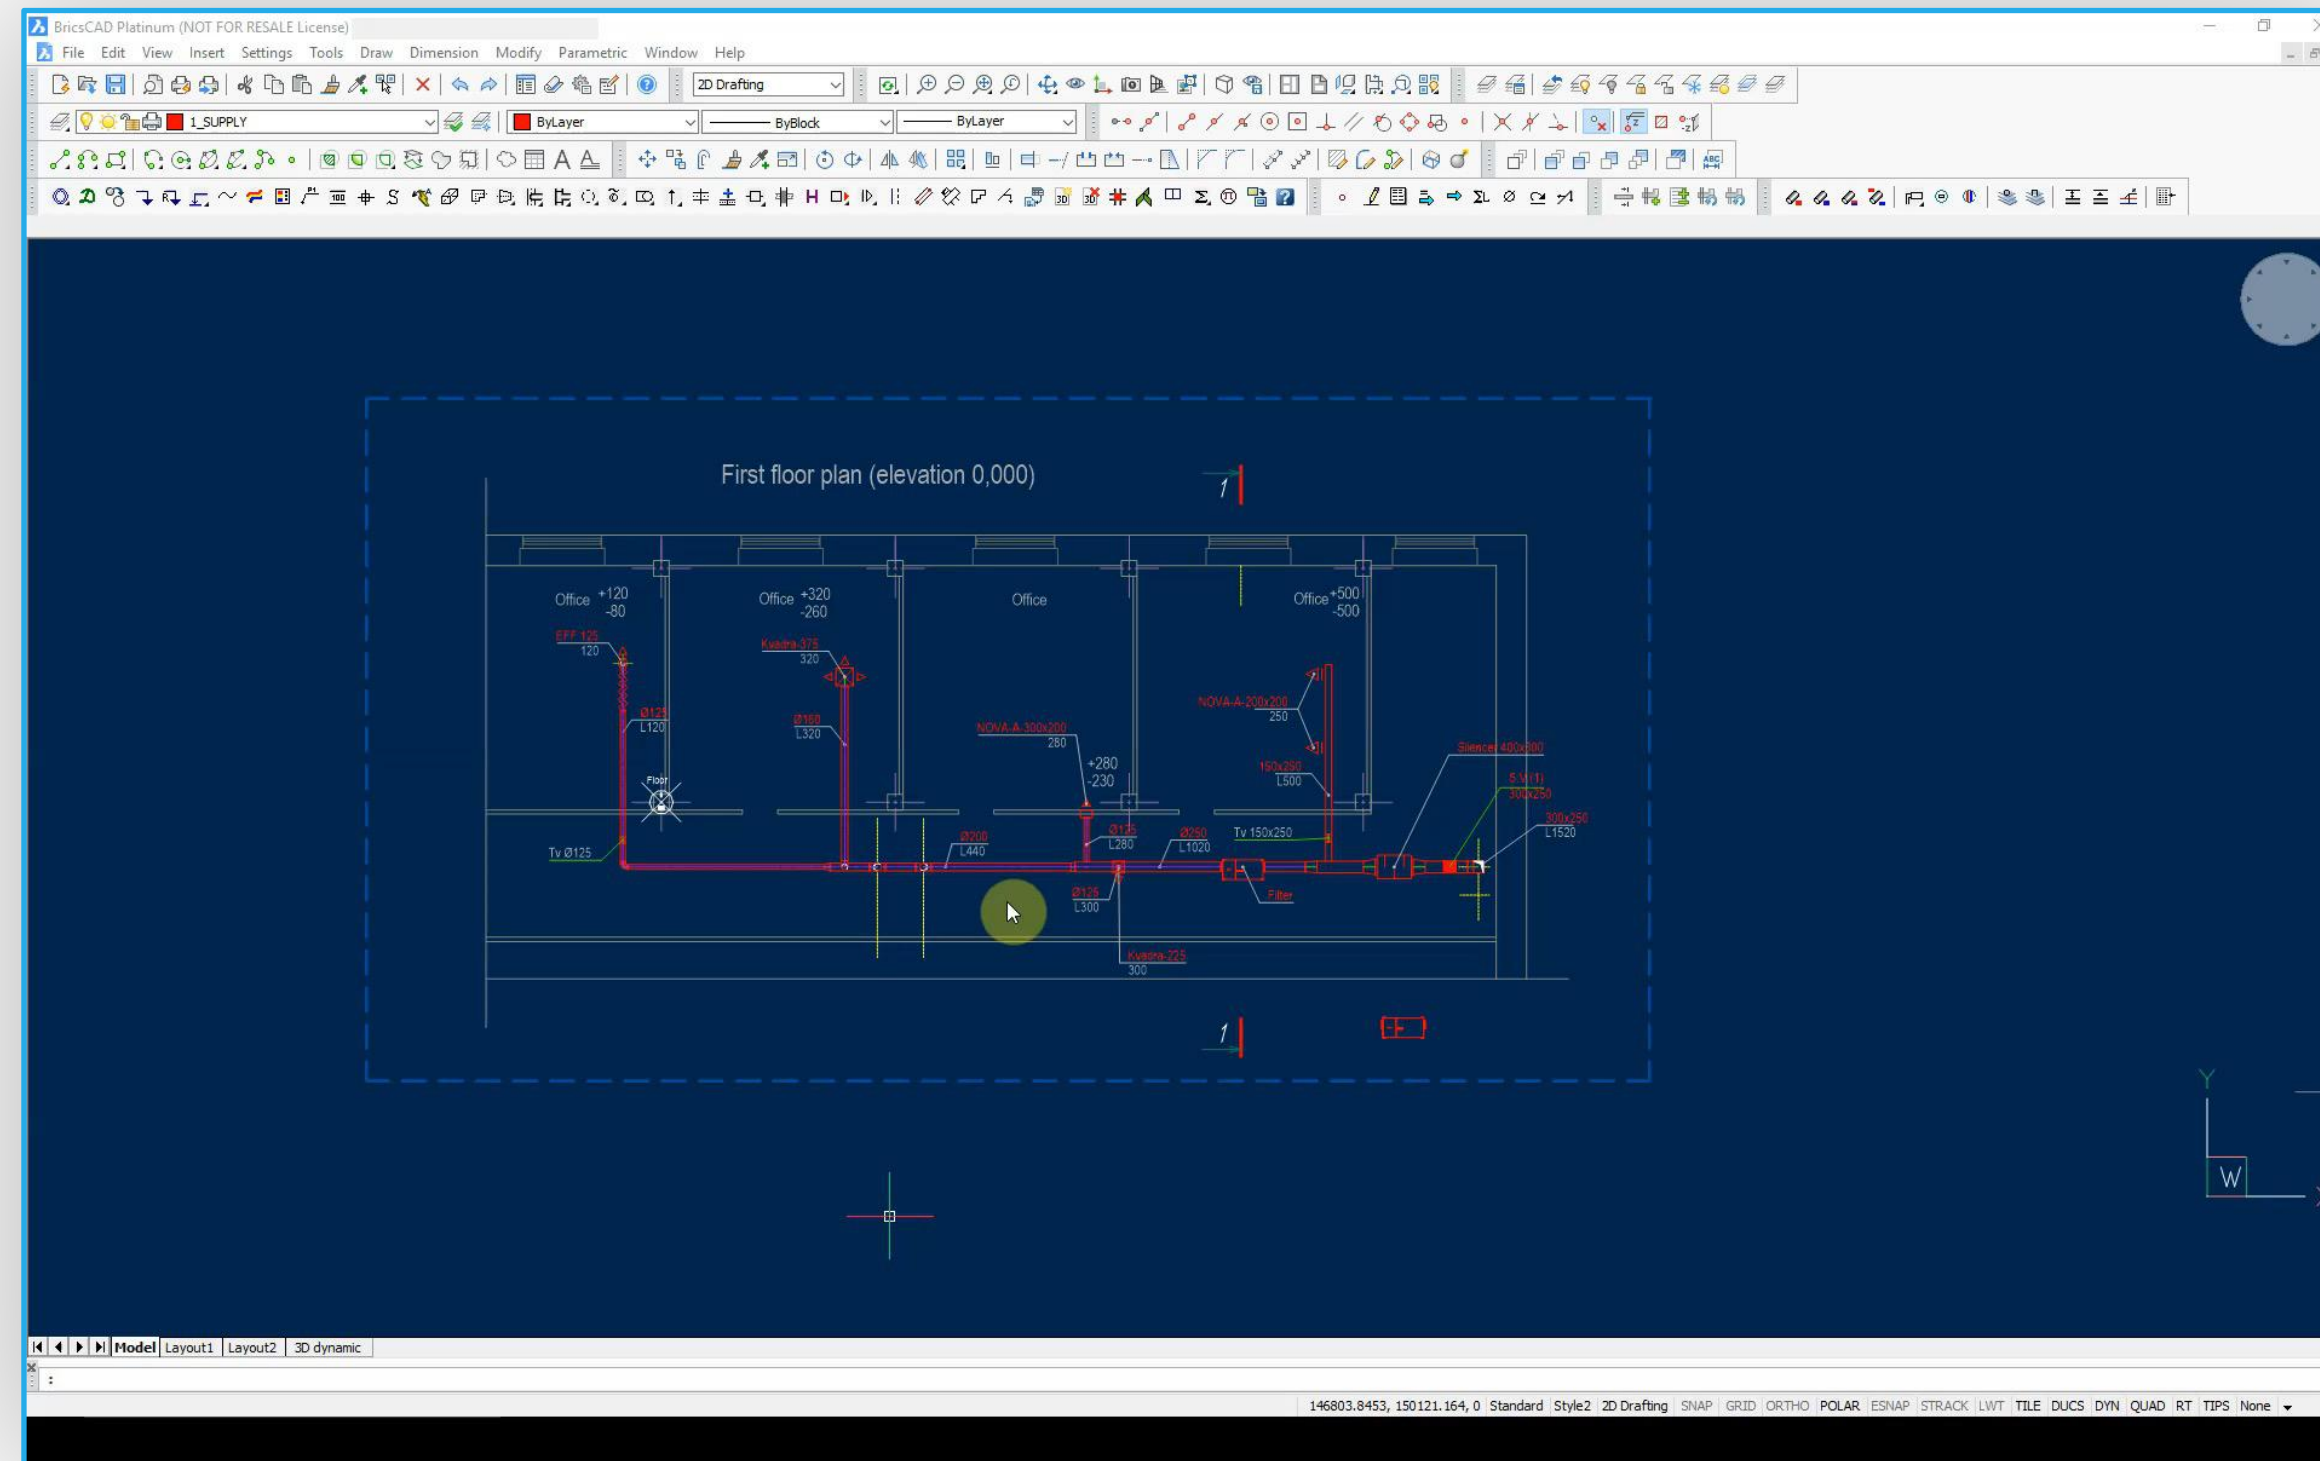 BricsCAD Platinum (NOT FOR RESALE License)
File Edit View Insert Settings Tools Draw Dimension Modify Parametric Window Help
2D Drafting
1_SUPPLY ByLayer ByBlock ByLayer
First floor plan (elevation 0,000)
1
Office +120
-80
Office +320
-260
Office
Office +500
-500
EFF 125
120
Kvadra-375
320
NOVA-A-200x200
250
Ø125
L120
Ø160
L320
NOVA-A-300x200
280
+280
-230
150x250
L500
Silencer 400x300
S.V.(1)
300x250
Floor
300x250
L1520
Tv Ø125
Ø200
L440
Ø125
L280
Ø250
L1020
Tv 150x250
Ø125
L300
Filter
Kvadra-225
300
1
Y
W
Model Layout1 Layout2 3D dynamic
:
146803.8453, 150121.164, 0 Standard Style2 2D Drafting SNAP GRID ORTHO POLAR ESNAP STRACK LWT TILE DUCS DYN QUAD RT TIPS None